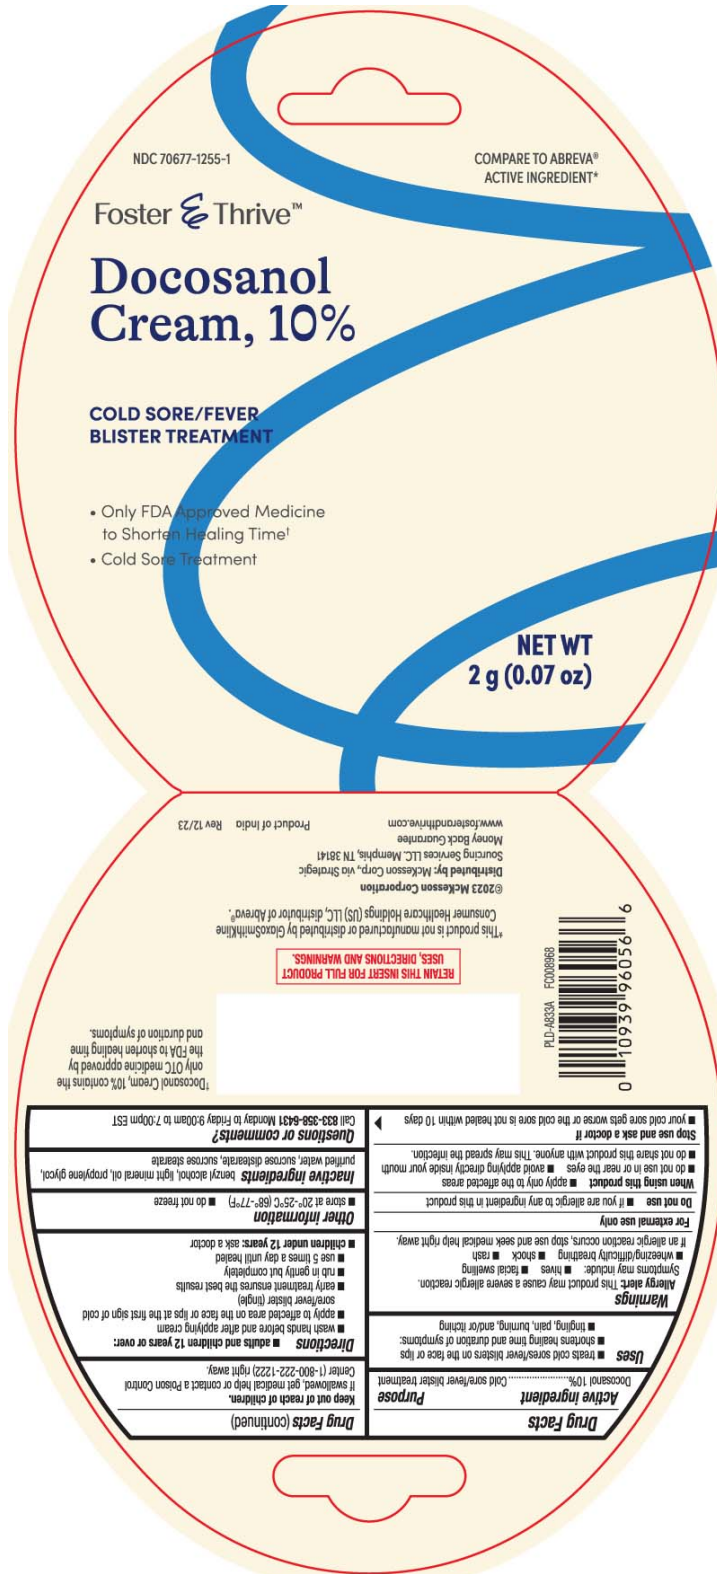 NDC 70677-1255-1
COMPARE TO ABREVA®
ACTIVE INGREDIENT*
Foster & Thrive™
Docosanol
Cream, 10%
COLD SORE/FEVER
BLISTER TREATMENT
• Only FDA Approved Medicine
to Shorten Healing Time†
• Cold Sore Treatment
NET WT
2 g (0.07 oz)
Drug Facts
Active ingredient Purpose
Docosanol 10%...................... Cold sore/fever blister treatment
Uses ■ treats cold sores/fever blisters on the face or lips
■ shortens healing time and duration of symptoms:
■ tingling, pain, burning, and/or itching
Warnings
Allergy alert: This product may cause a severe allergic reaction.
Symptoms may include: ■ hives ■ facial swelling
■ wheezing/difficulty breathing ■ shock ■ rash
If an allergic reaction occurs, stop use and seek medical help right away.
For external use only
Do not use ■ if you are allergic to any ingredient in this product
When using this product ■ apply only to the affected areas
■ do not use in or near the eyes ■ avoid applying directly inside your mouth
■ do not share this product with anyone. This may spread the infection.
Stop use and ask a doctor if
■ your cold sore gets worse or the cold sore is not healed within 10 days
Drug Facts (continued)
Keep out of reach of children.
If swallowed, get medical help or contact a Poison Control
Center (1-800-222-1222) right away.
Directions ■ adults and children 12 years or over:
■ wash hands before and after applying cream
■ apply to affected area on the face or lips at the first sign of cold
sore/fever blister (tingle)
■ early treatment ensures the best results
■ rub in gently but completely
■ use 5 times a day until healed
■ children under 12 years: ask a doctor
Other information
■ store at 20°-25°C (68°-77°F) ■ do not freeze
Inactive ingredients benzyl alcohol, light mineral oil, propylene glycol,
purified water, sucrose distearate, sucrose stearate
Questions or comments?
Call 833-358-6431 Monday to Friday 9:00am to 7:00pm EST
†Docosanol Cream, 10% contains the
only OTC medicine approved by
the FDA to shorten healing time
and duration of symptoms.
PLD-A833A FC008968
0 10939 96056 6
RETAIN THIS INSERT FOR FULL PRODUCT
USES, DIRECTIONS AND WARNINGS.
*This product is not manufactured or distributed by GlaxoSmithKline
Consumer Healthcare Holdings (US) LLC, distributor of Abreva®.
©2023 McKesson Corporation
Distributed by: McKesson Corp., via Strategic
Sourcing Services LLC. Memphis, TN 38141
Money Back Guarantee
www.fosterandthrive.com Product of India Rev 12/23